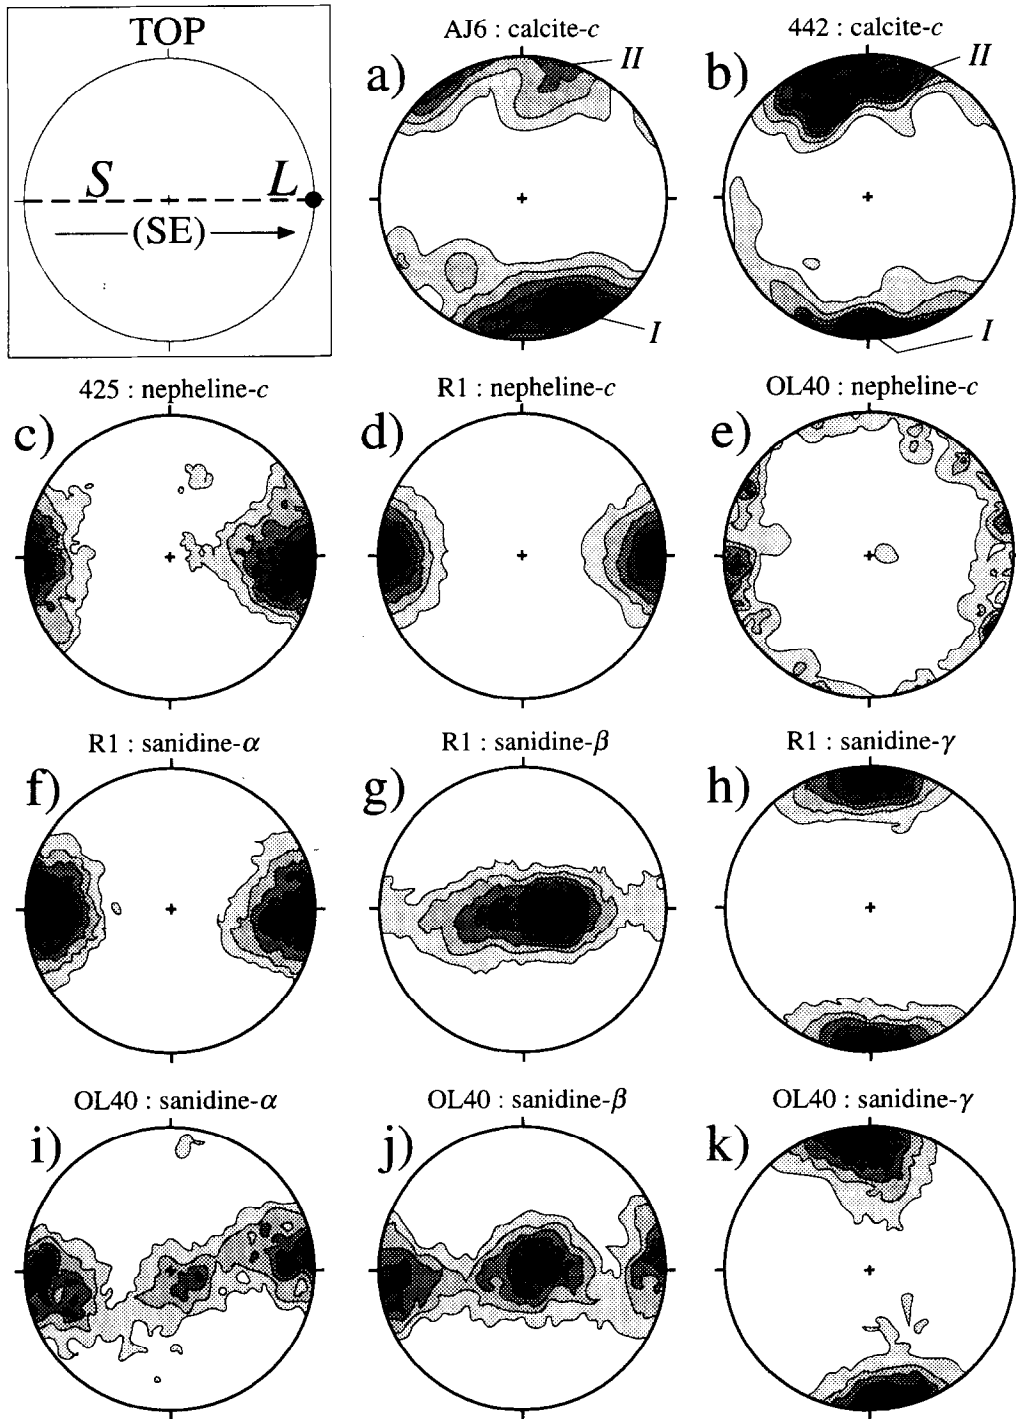 TOP
S L
(SE)
AJ6 : calcite-c
a)
II
I
442 : calcite-c
b)
II
I
425 : nepheline-c
c)
R1 : nepheline-c
d)
OL40 : nepheline-c
e)
R1 : sanidine-α
f)
R1 : sanidine-β
g)
R1 : sanidine-γ
h)
OL40 : sanidine-α
i)
OL40 : sanidine-β
j)
OL40 : sanidine-γ
k)